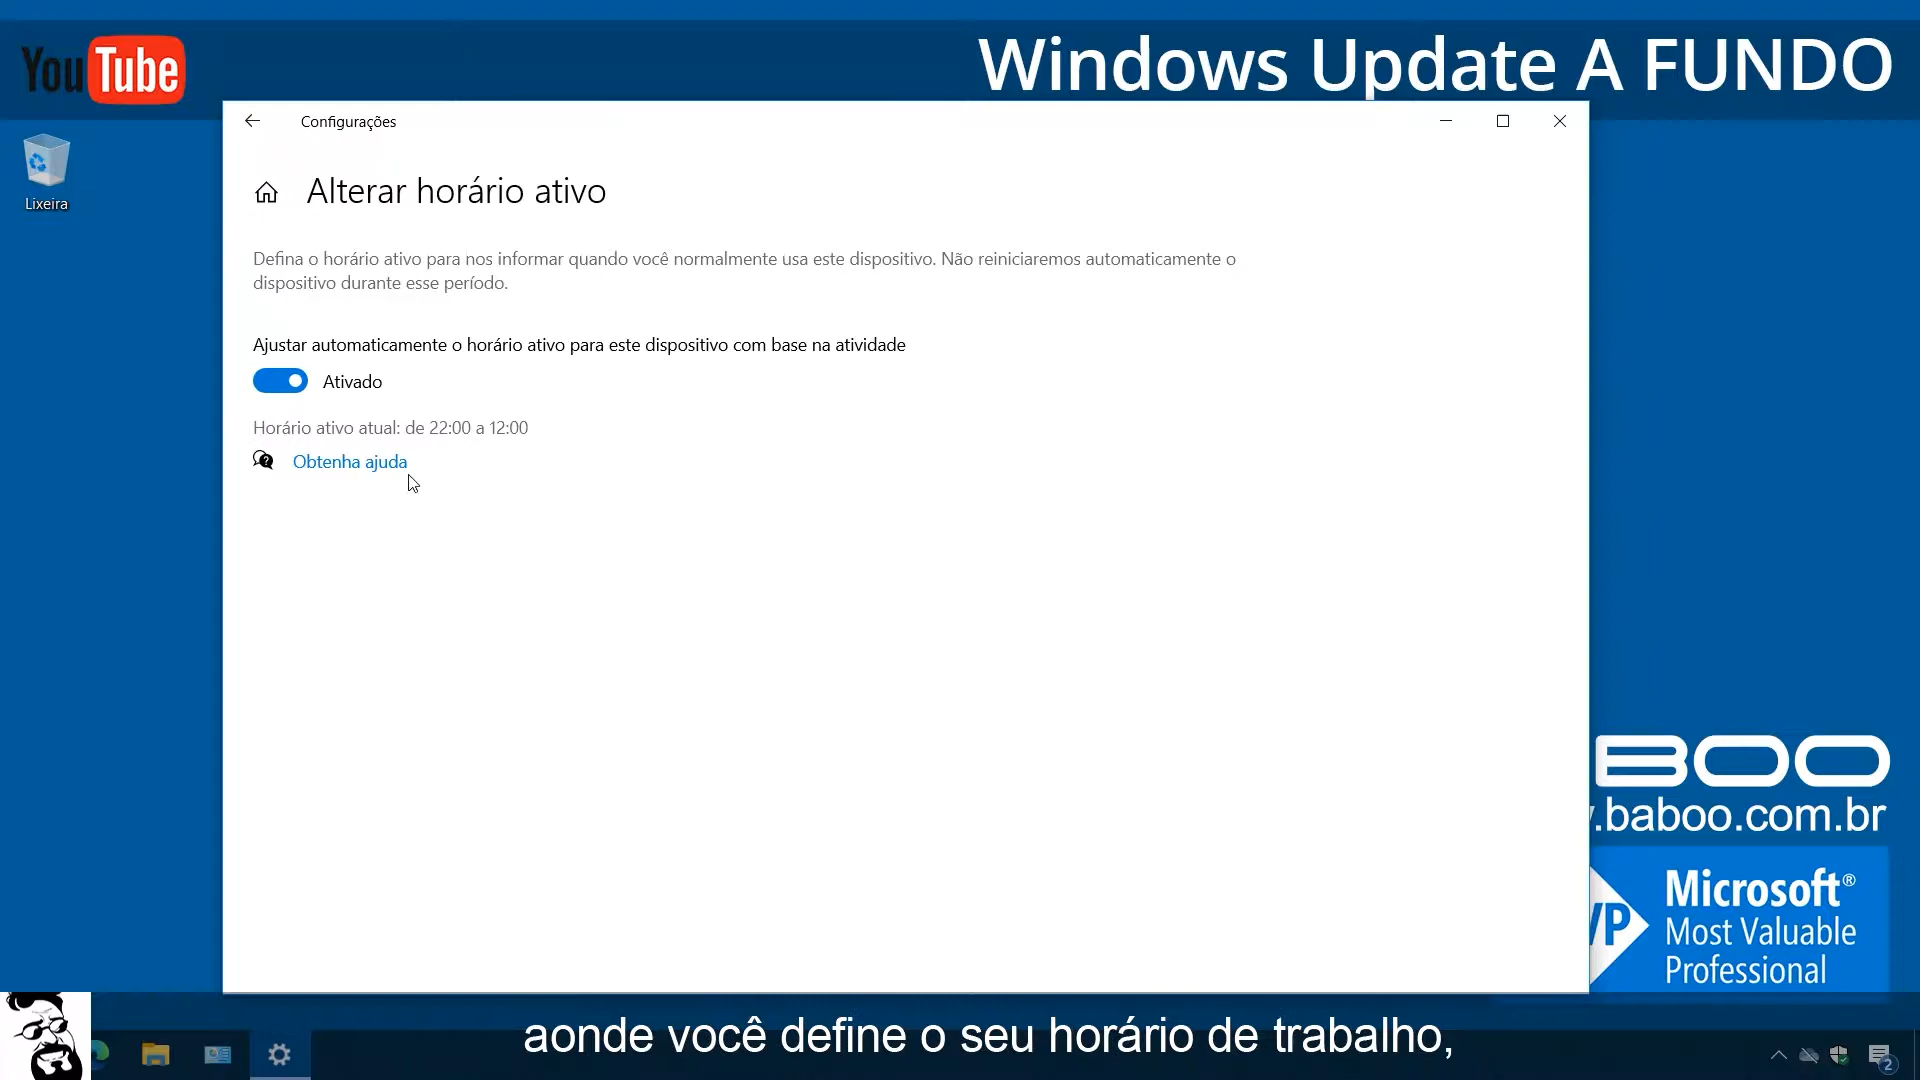 YouTube
Windows Update A FUNDO
Configurações
Lixeira
Alterar horário ativo
Defina o horário ativo para nos informar quando você normalmente usa este dispositivo. Não reiniciaremos automaticamente o
dispositivo durante esse período.
Ajustar automaticamente o horário ativo para este dispositivo com base na atividade
Ativado
Horário ativo atual: de 22:00 a 12:00
Obtenha ajuda
BOO
.baboo.com.br
Microsoft®
VP
Most Valuable
Professional
aonde você define o seu horário de trabalho,
2